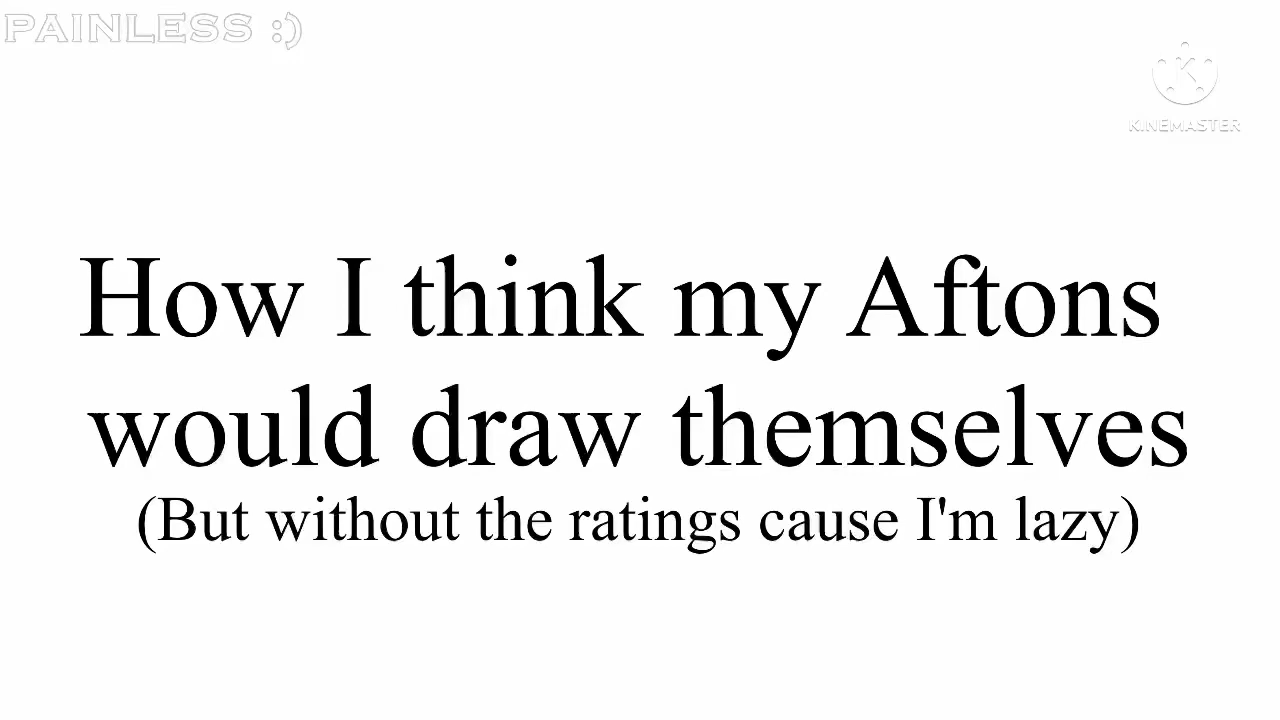 PAINLESS :)
KINEMASTER
How I think my Aftons
would draw themselves
(But without the ratings cause I'm lazy)